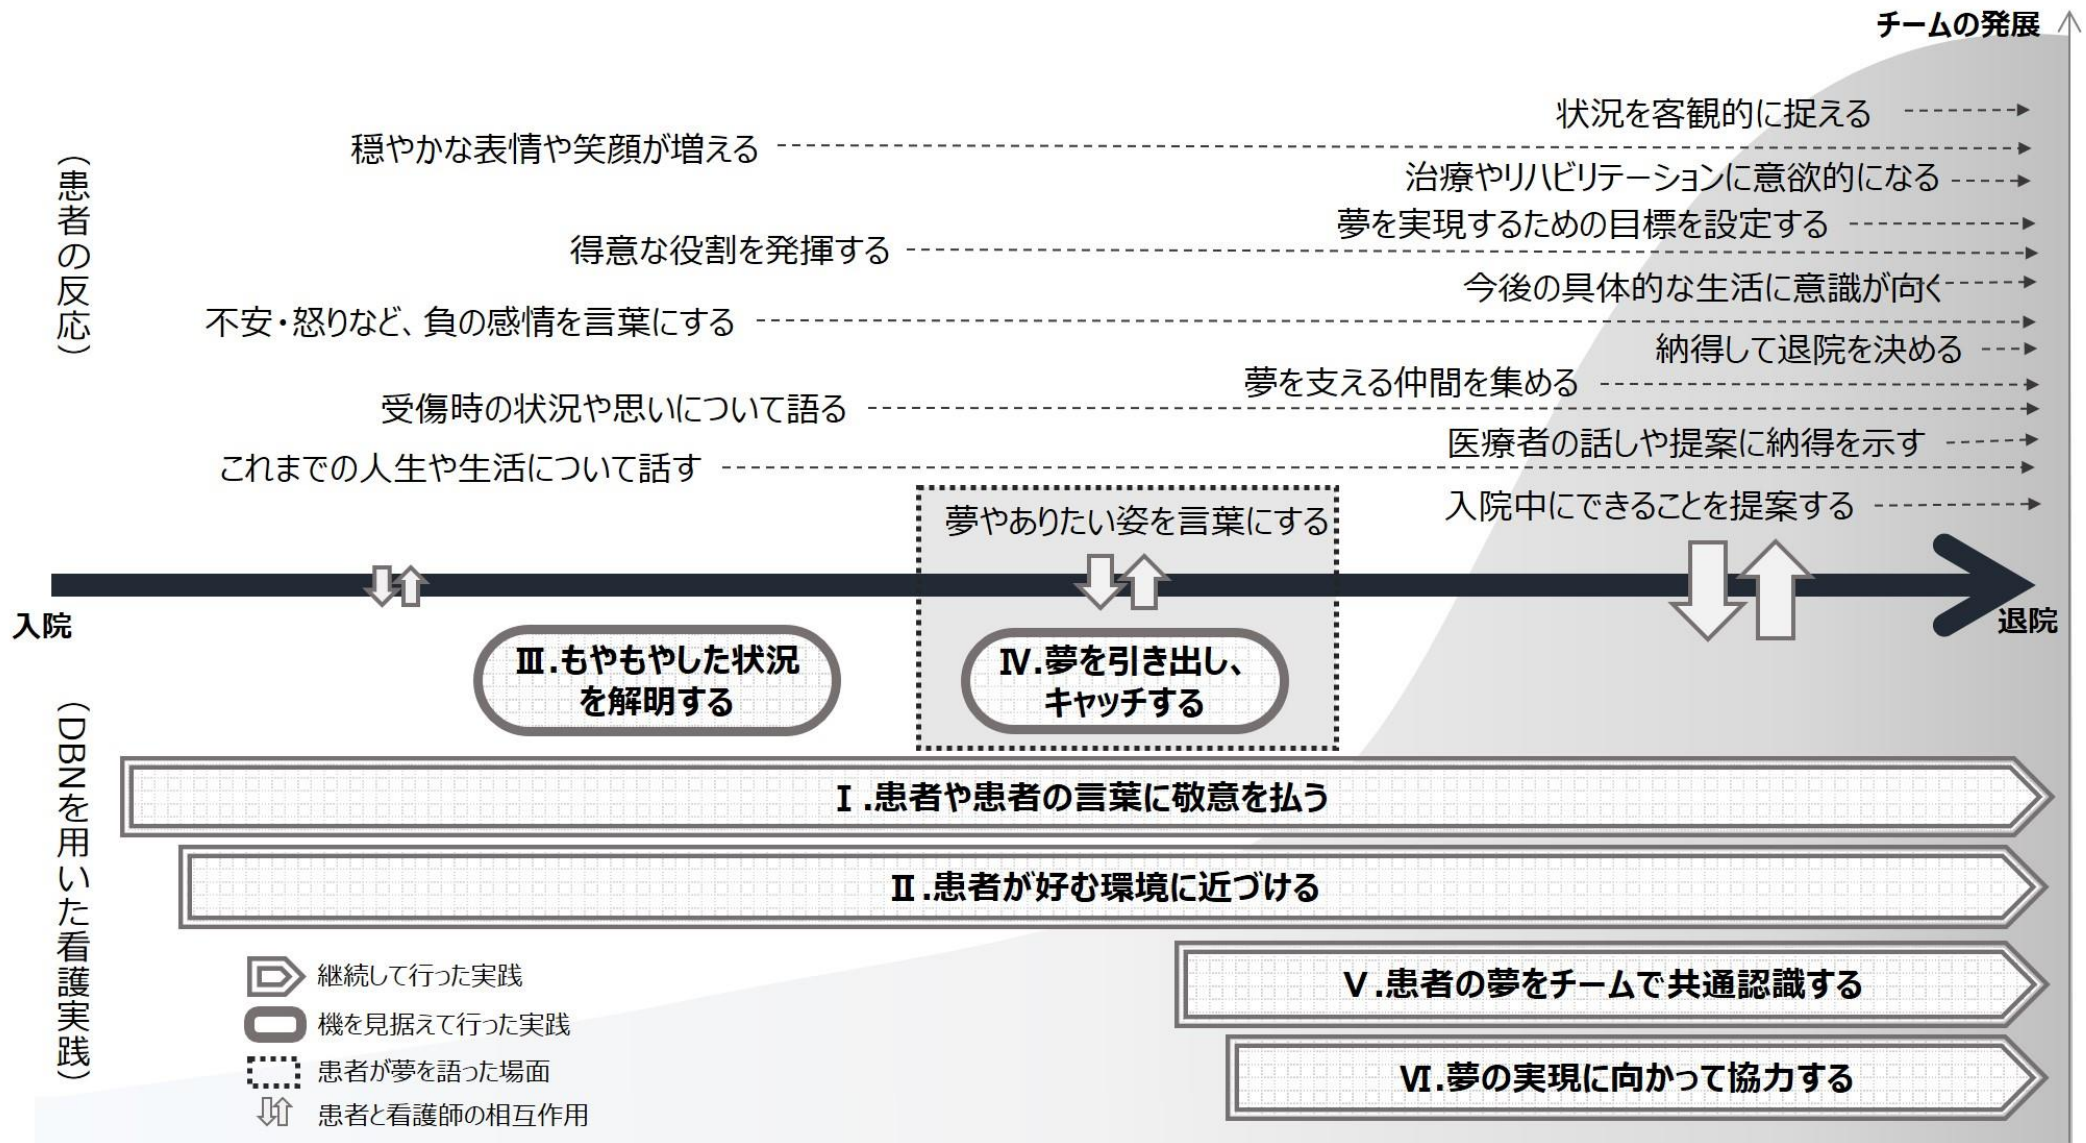 チームの発展
状況を客観的に捉える
穏やかな表情や笑顔が増える
治療やリハビリテーションに意欲的になる
夢を実現するための目標を設定する
得意な役割を発揮する
今後の具体的な生活に意識が向く
不安・怒りなど、負の感情を言葉にする
納得して退院を決める
夢を支える仲間を集める
受傷時の状況や思いについて語る
医療者の話しや提案に納得を示す
これまでの人生や生活について話す
入院中にできることを提案する
夢やありたい姿を言葉にする
（患者の反応）
入院
退院
Ⅲ.もやもやした状況
を解明する
Ⅳ.夢を引き出し、
キャッチする
（DBNを用いた看護実践）
Ⅰ.患者や患者の言葉に敬意を払う
Ⅱ.患者が好む環境に近づける
Ⅴ.患者の夢をチームで共通認識する
Ⅵ.夢の実現に向かって協力する
継続して行った実践
機を見据えて行った実践
患者が夢を語った場面
患者と看護師の相互作用